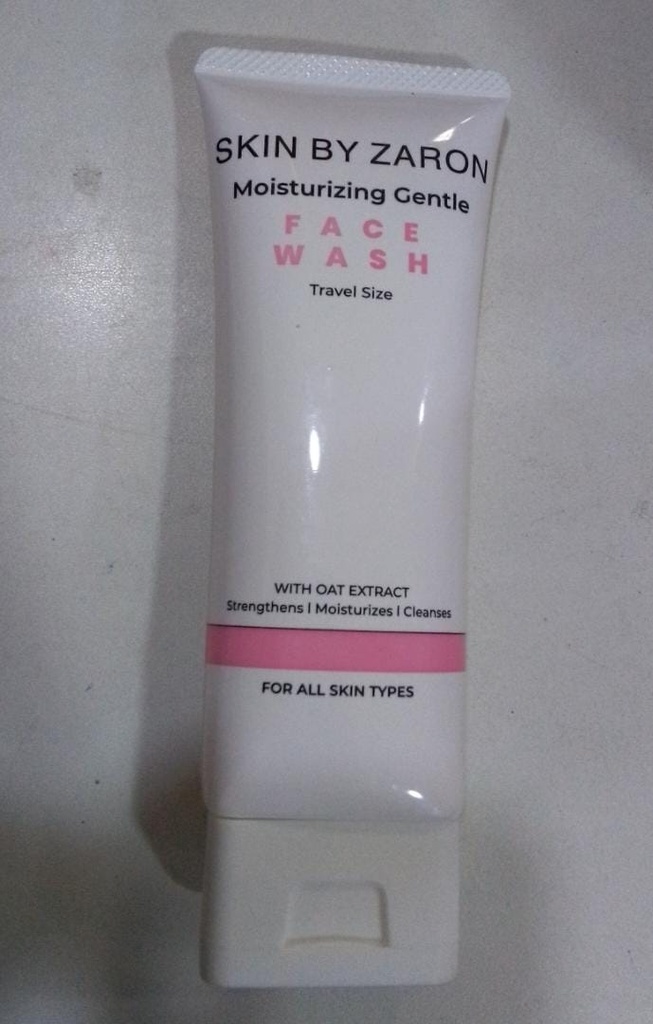 SKIN BY ZARON
Moisturizing Gentle
FACE
WASH
Travel Size
WITH OAT EXTRACT
Strengthens | Moisturizes | Cleanses
FOR ALL SKIN TYPES